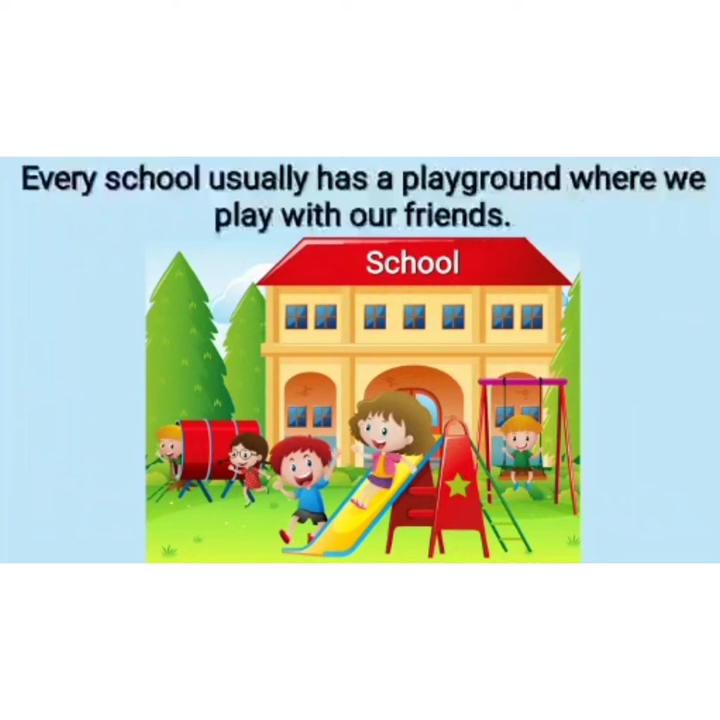 Every school usually has a playground where we
play with our friends.
School